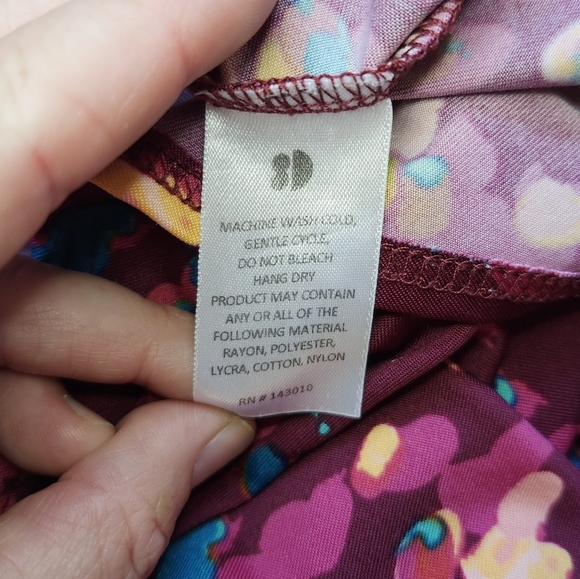 SD
MACHINE WASH COLD,
GENTLE CYCLE,
DO NOT BLEACH
HANG DRY
PRODUCT MAY CONTAIN
ANY OR ALL OF THE
FOLLOWING MATERIAL
RAYON, POLYESTER,
LYCRA, COTTON, NYLON
RN # 143010